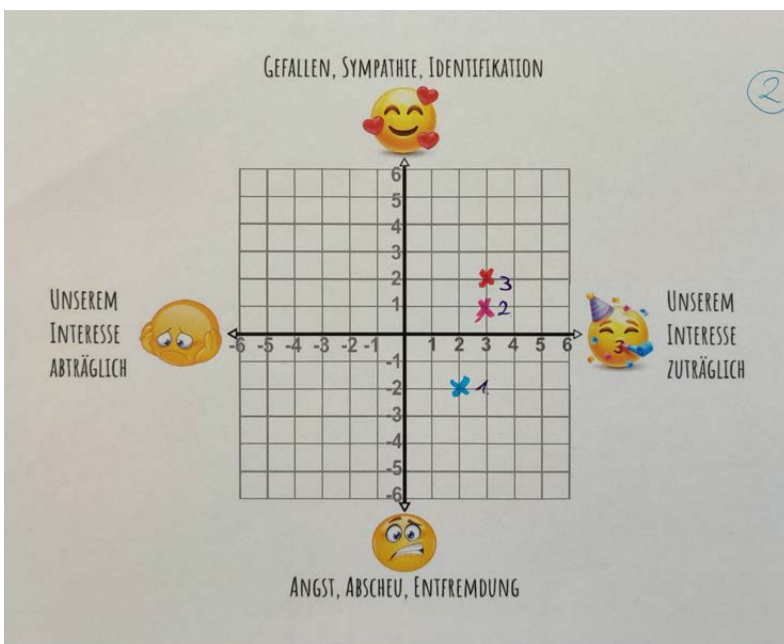 GEFALLEN, SYMPATHIE, IDENTIFIKATION
2
6
5
4
3
2
3
1
2
UNSEREM
INTERESSE
ABTRÄGLICH
-6 -5 -4 -3 -2 -1 1 2 3 4 5 6
UNSEREM
INTERESSE
ZUTRÄGLICH
-1
-2
1
-3
-4
-5
-6
ANGST, ABSCHEU, ENTFREMDUNG